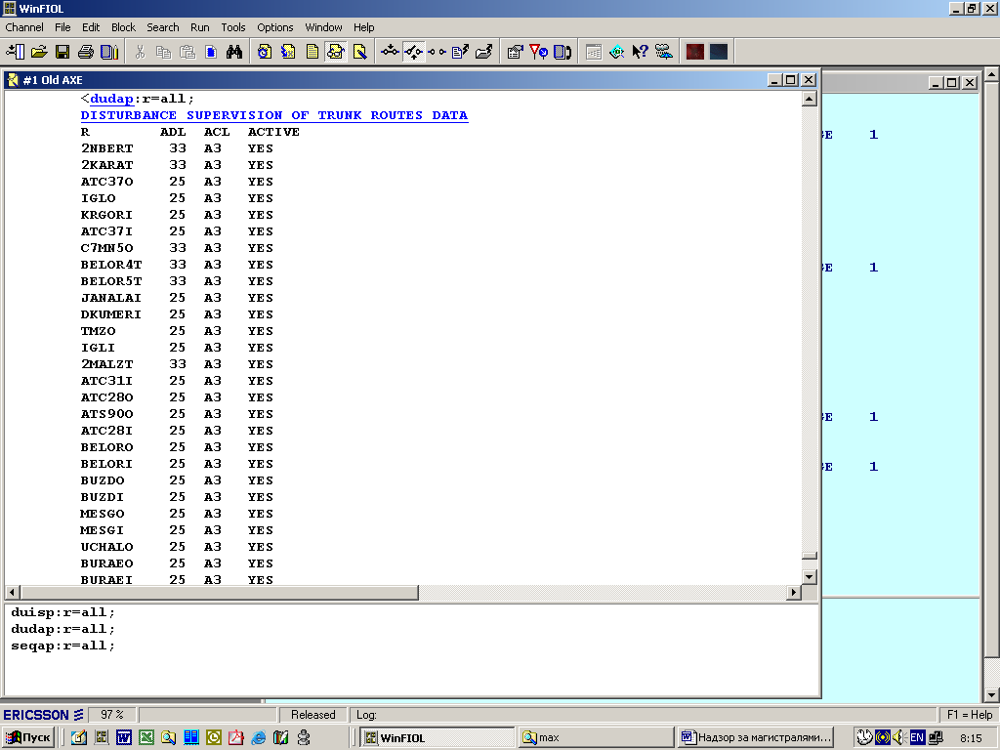 WinFIOL
Channel File Edit Block Search Run Tools Options Window Help
#1 Old AXE
<dudap:r=all;
DISTURBANCE SUPERVISION OF TRUNK ROUTES DATA
R ADL ACL ACTIVE
2NBERT 33 A3 YES
2KARAT 33 A3 YES
ATC37O 25 A3 YES
IGLO 25 A3 YES
KRGORI 25 A3 YES
ATC37I 25 A3 YES
C7MN5O 33 A3 YES
BELOR4T 33 A3 YES
BELOR5T 33 A3 YES
JANALAI 25 A3 YES
DKUMERI 25 A3 YES
TMZO 25 A3 YES
IGLI 25 A3 YES
2MALZT 33 A3 YES
ATC31I 25 A3 YES
ATC28O 25 A3 YES
ATS90O 25 A3 YES
ATC28I 25 A3 YES
BELORO 25 A3 YES
BELORI 25 A3 YES
BUZDO 25 A3 YES
BUZDI 25 A3 YES
MESGO 25 A3 YES
MESGI 25 A3 YES
UCHALO 25 A3 YES
BURAEO 25 A3 YES
BURAEI 25 A3 YES
GE 1
GE 1
GE 1
GE 1
duisp:r=all;
dudap:r=all;
seqap:r=all;
ERICSSON 97 % Released Log: F1 = Help
Пуск WinFIOL max Надзор за магистралями... EN 8:15